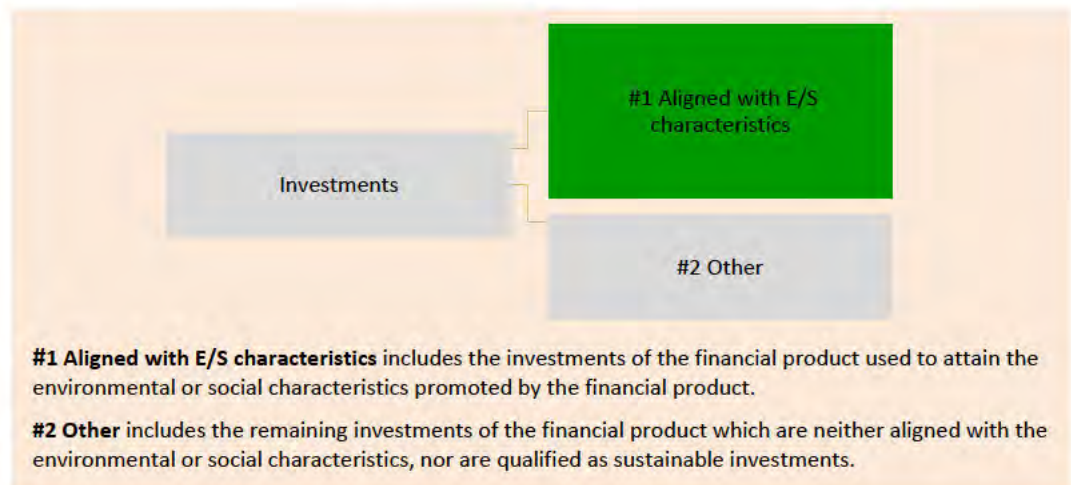 #1 Aligned with E/S
characteristics
Investments
#2 Other
#1 Aligned with E/S characteristics includes the investments of the financial product used to attain the
environmental or social characteristics promoted by the financial product.
#2 Other includes the remaining investments of the financial product which are neither aligned with the
environmental or social characteristics, nor are qualified as sustainable investments.